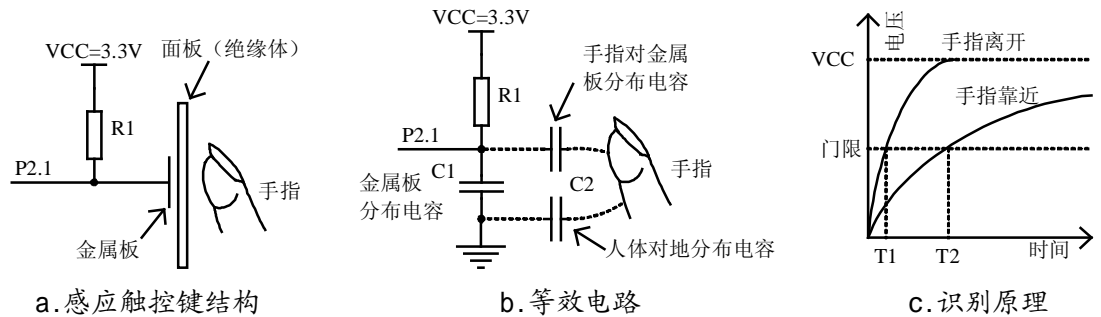 VCC=3.3V
面板（绝缘体）
R1
P2.1
手指
金属板
a.感应触控键结构
VCC=3.3V
手指对金属
板分布电容
R1
P2.1
C1
C2
手指
金属板
分布电容
人体对地分布电容
b.等效电路
电压
手指离开
VCC
手指靠近
门限
T1
T2
时间
c.识别原理